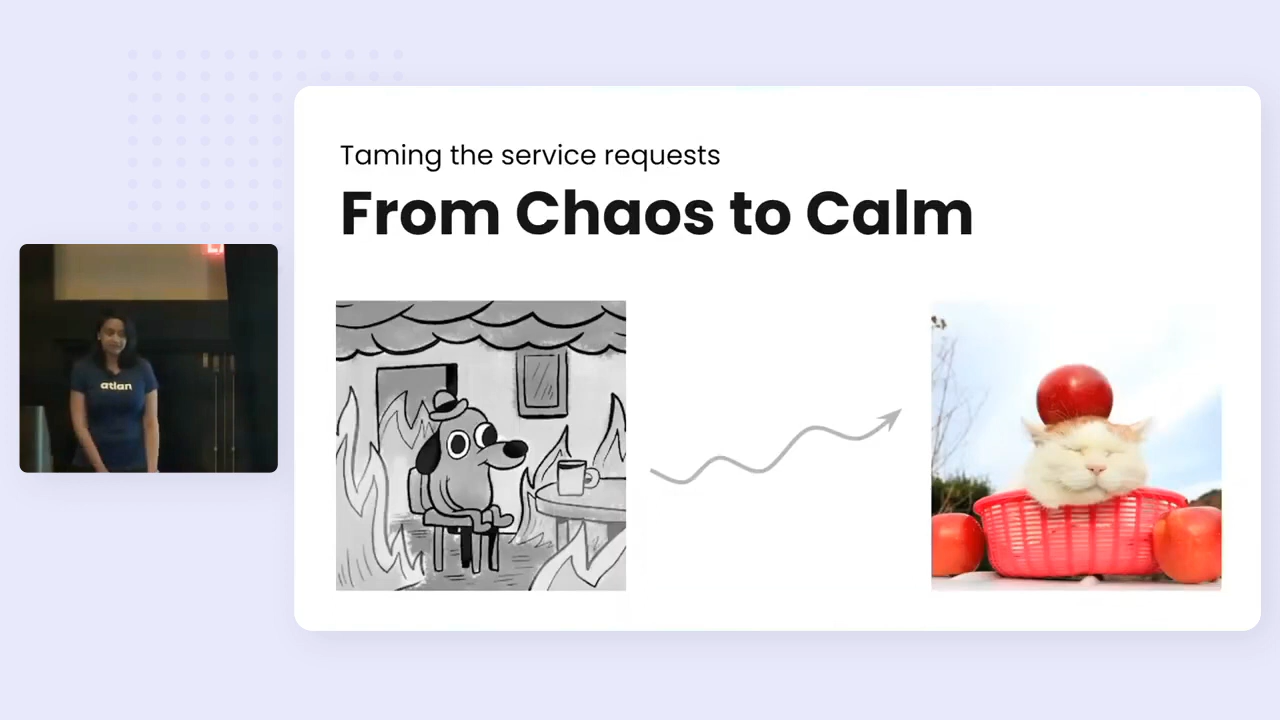 Taming the service requests
From Chaos to Calm
atlan